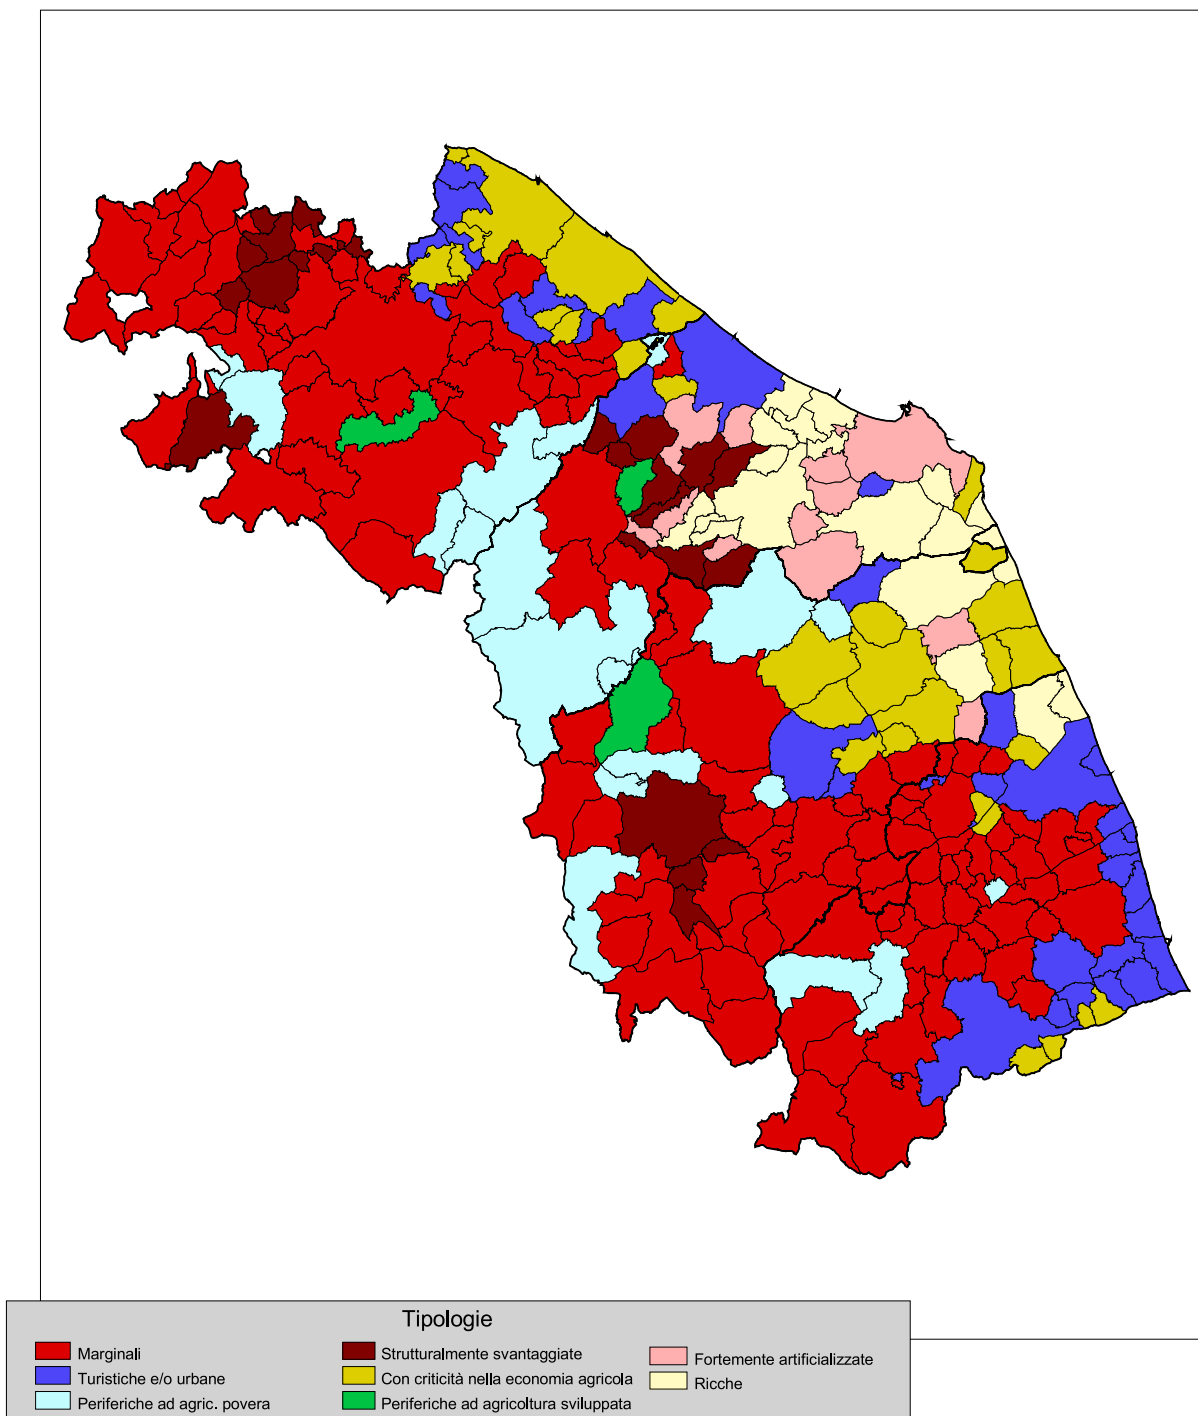 Tipologie
Marginali
Turistiche e/o urbane
Periferiche ad agric. povera
Strutturalmente svantaggiate
Con criticità nella economia agricola
Periferiche ad agricoltura sviluppata
Fortemente artificializzate
Ricche